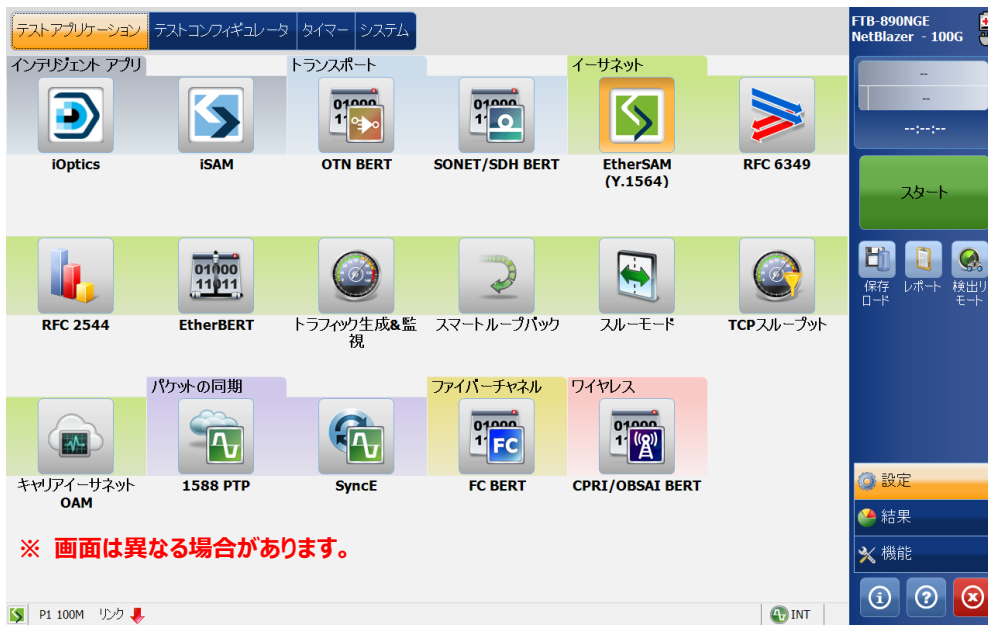 テストアプリケーション テストコンフィギュレータ タイマー システム
FTB-890NGE
NetBlazer - 100G
インテリジェント アプリ トランスポート イーサネット
--
--
--:--:--
iOptics iSAM OTN BERT SONET/SDH BERT EtherSAM (Y.1564) RFC 6349
スタート
保存
ロード
レポート
検出リ
モート
RFC 2544 EtherBERT トラフィック生成&監視 スマートループバック スルーモード TCPスループット
パケットの同期 ファイバーチャネル ワイヤレス
キャリアイーサネット
OAM
1588 PTP SyncE FC BERT CPRI/OBSAI BERT
設定
結果
機能
※ 画面は異なる場合があります。
P1 100M リンク INT